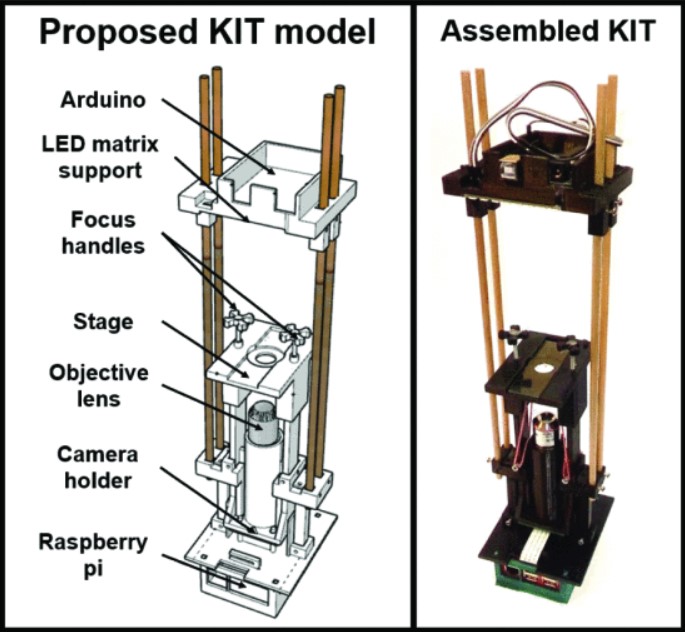 Proposed KIT model
Assembled KIT
Arduino
LED matrix
support
Focus
handles
Stage
Objective
lens
Camera
holder
Raspberry
pi